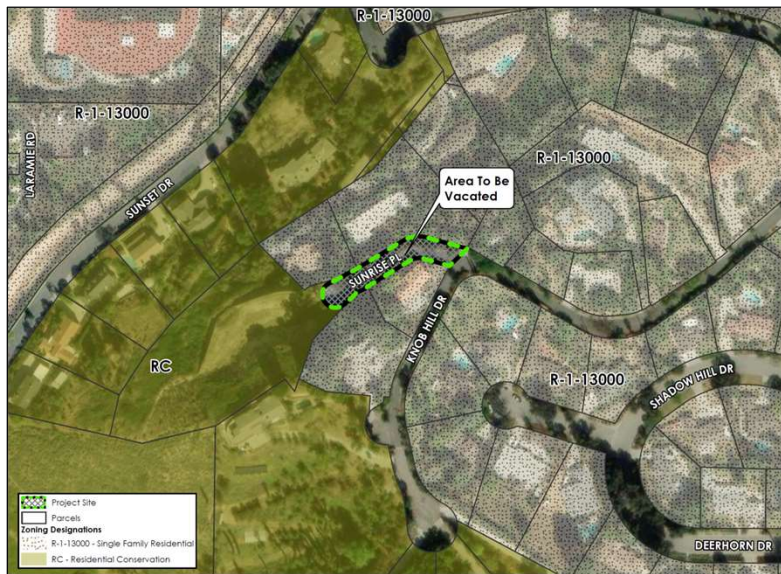 R-1-13000
R-1-13000
LARAMIE RD
SUNSET DR
R-1-13000
Area To Be
Vacated
SUNRISE PL
KNOB HILL DR
RC
R-1-13000
SHADOW HILL DR
DEERHORN DR
Project Site
Parcels
Zoning Designations
R-1-13000 - Single Family Residential
RC - Residential Conservation